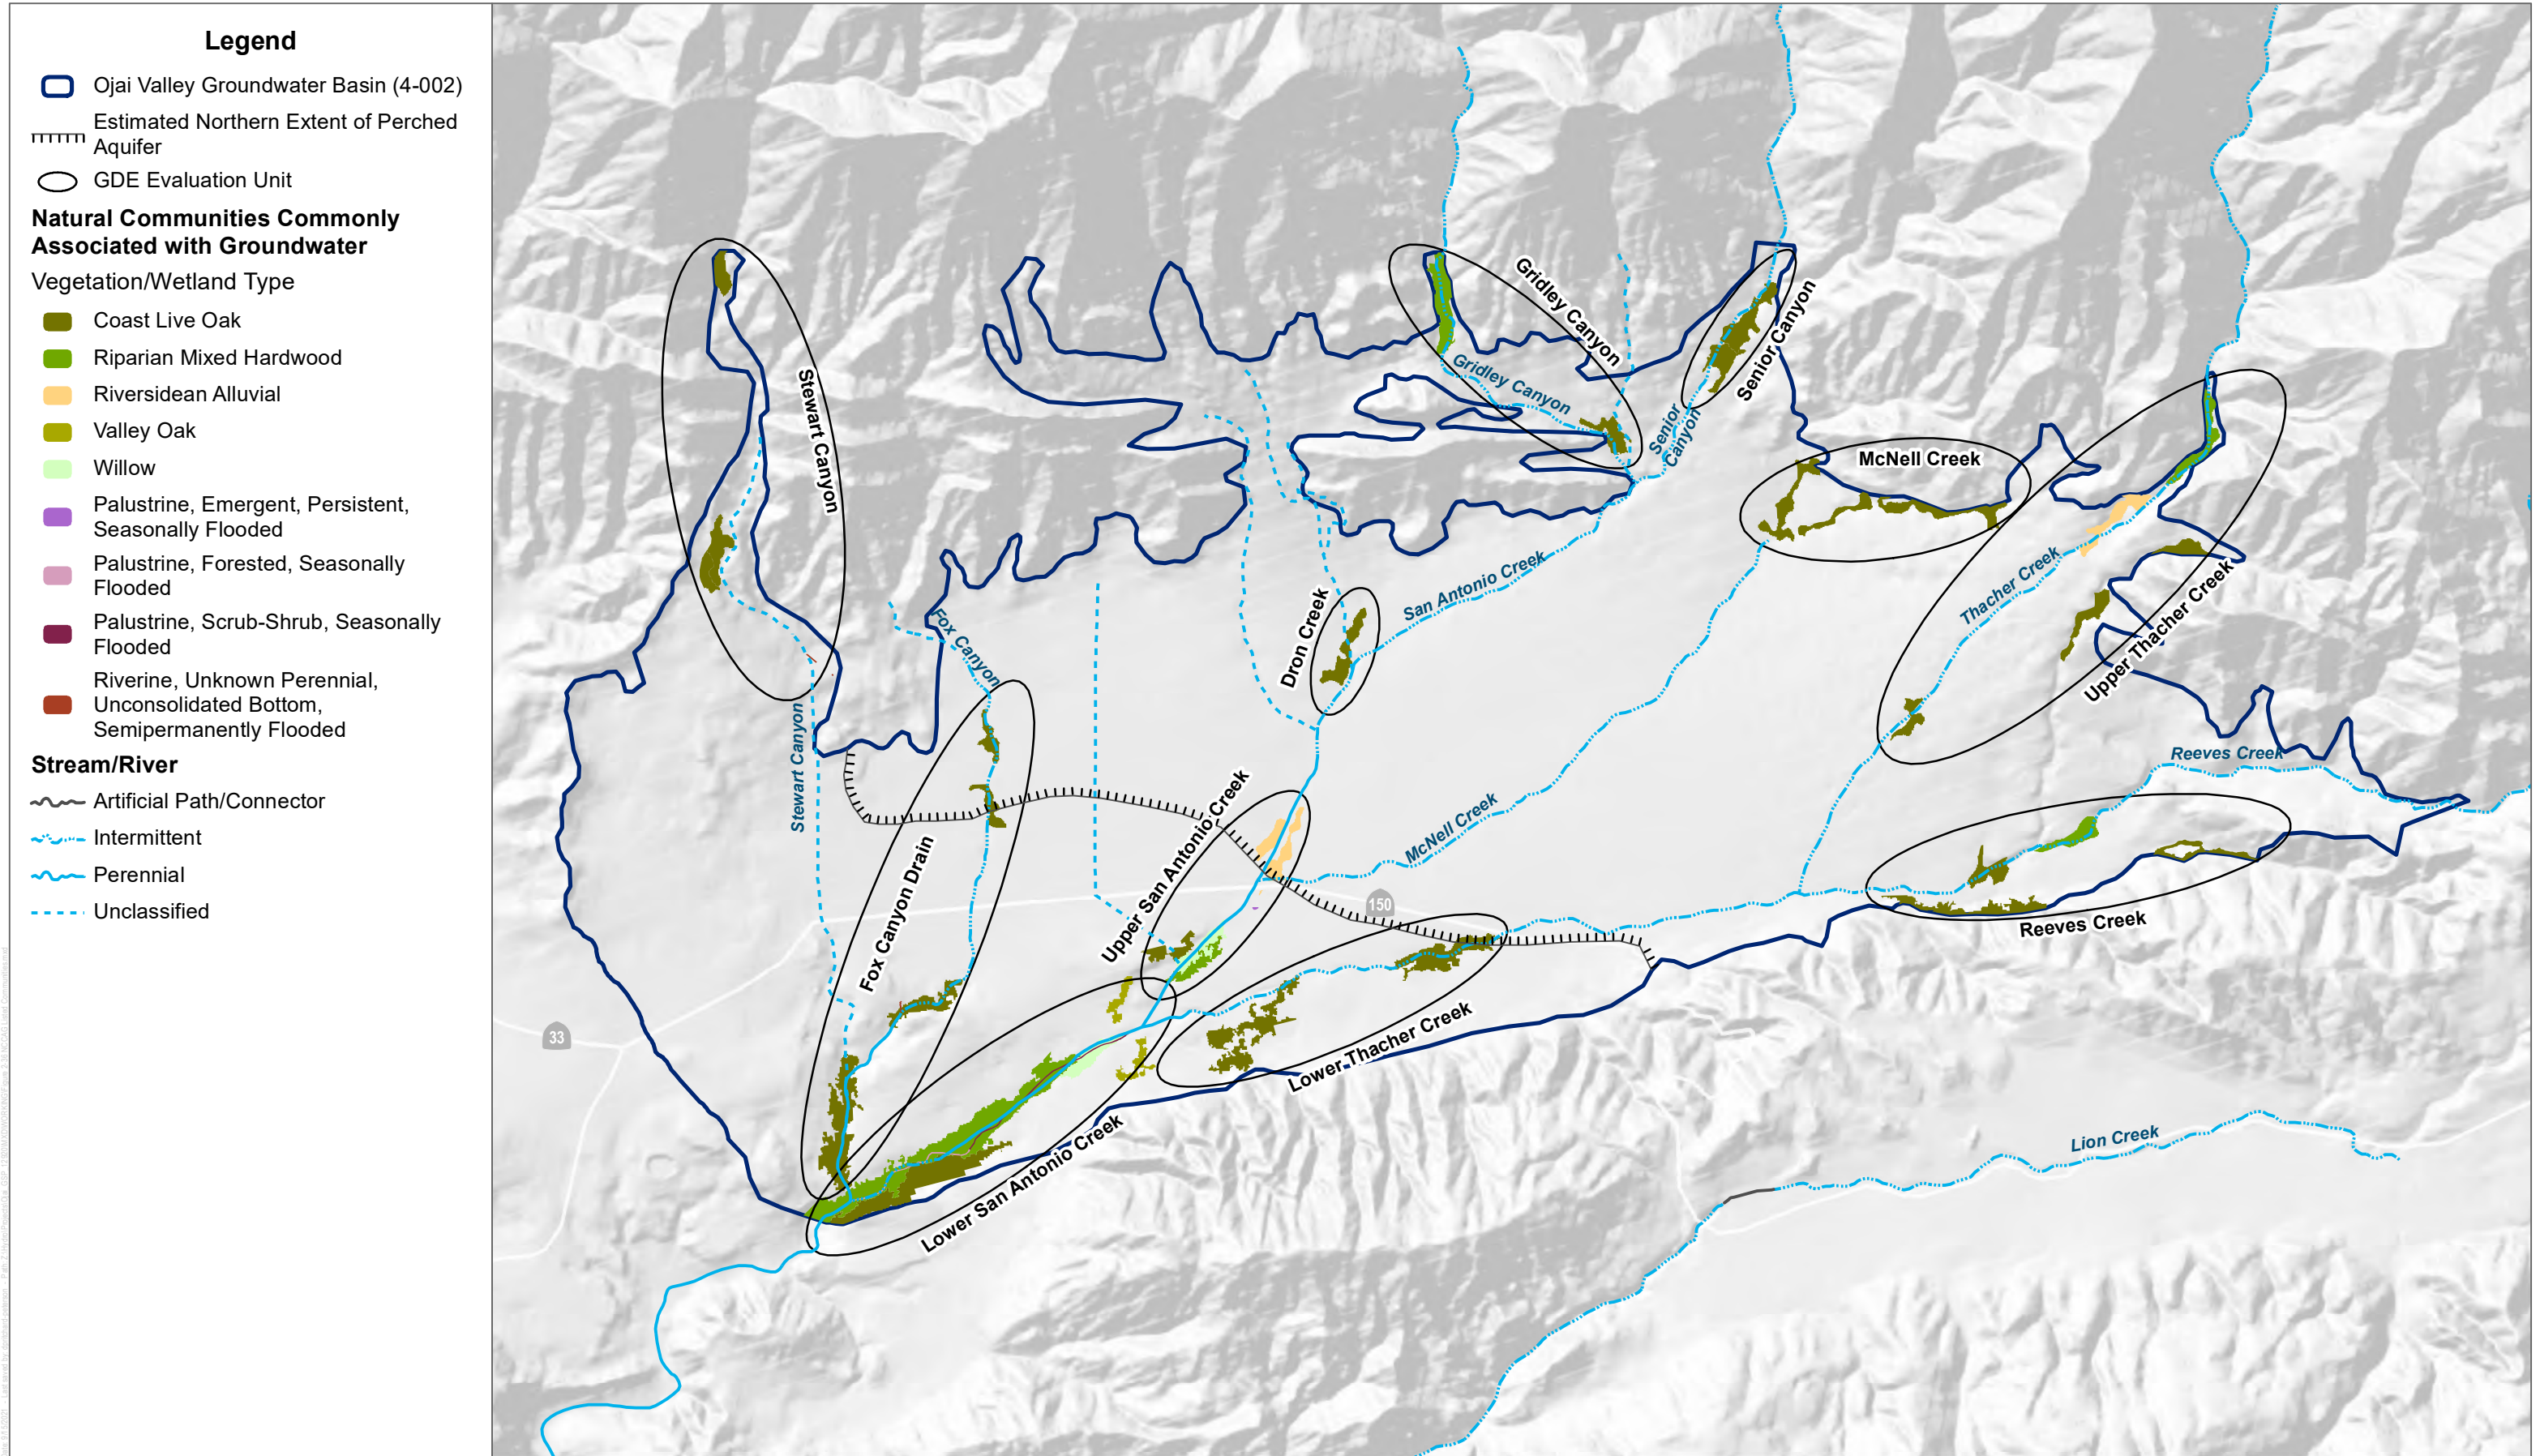 Legend
Ojai Valley Groundwater Basin (4-002)
Estimated Northern Extent of Perched
Aquifer
GDE Evaluation Unit
Natural Communities Commonly
Associated with Groundwater
Vegetation/Wetland Type
Coast Live Oak
Riparian Mixed Hardwood
Riversidean Alluvial
Valley Oak
Willow
Palustrine, Emergent, Persistent,
Seasonally Flooded
Palustrine, Forested, Seasonally
Flooded
Palustrine, Scrub-Shrub, Seasonally
Flooded
Riverine, Unknown Perennial,
Unconsolidated Bottom,
Semipermanently Flooded
Stream/River
Artificial Path/Connector
Intermittent
Perennial
Unclassified
Stewart Canyon
Gridley Canyon
Gridley Canyon
Senior Canyon
Senior
Canyon
McNell Creek
Thacher Creek
Upper Thacher Creek
San Antonio Creek
Dron Creek
Fox Canyon
Stewart Canyon
Fox Canyon Drain
Upper San Antonio Creek
McNell Creek
150
Reeves Creek
Reeves Creek
33
Lower Thacher Creek
Lower San Antonio Creek
Lion Creek